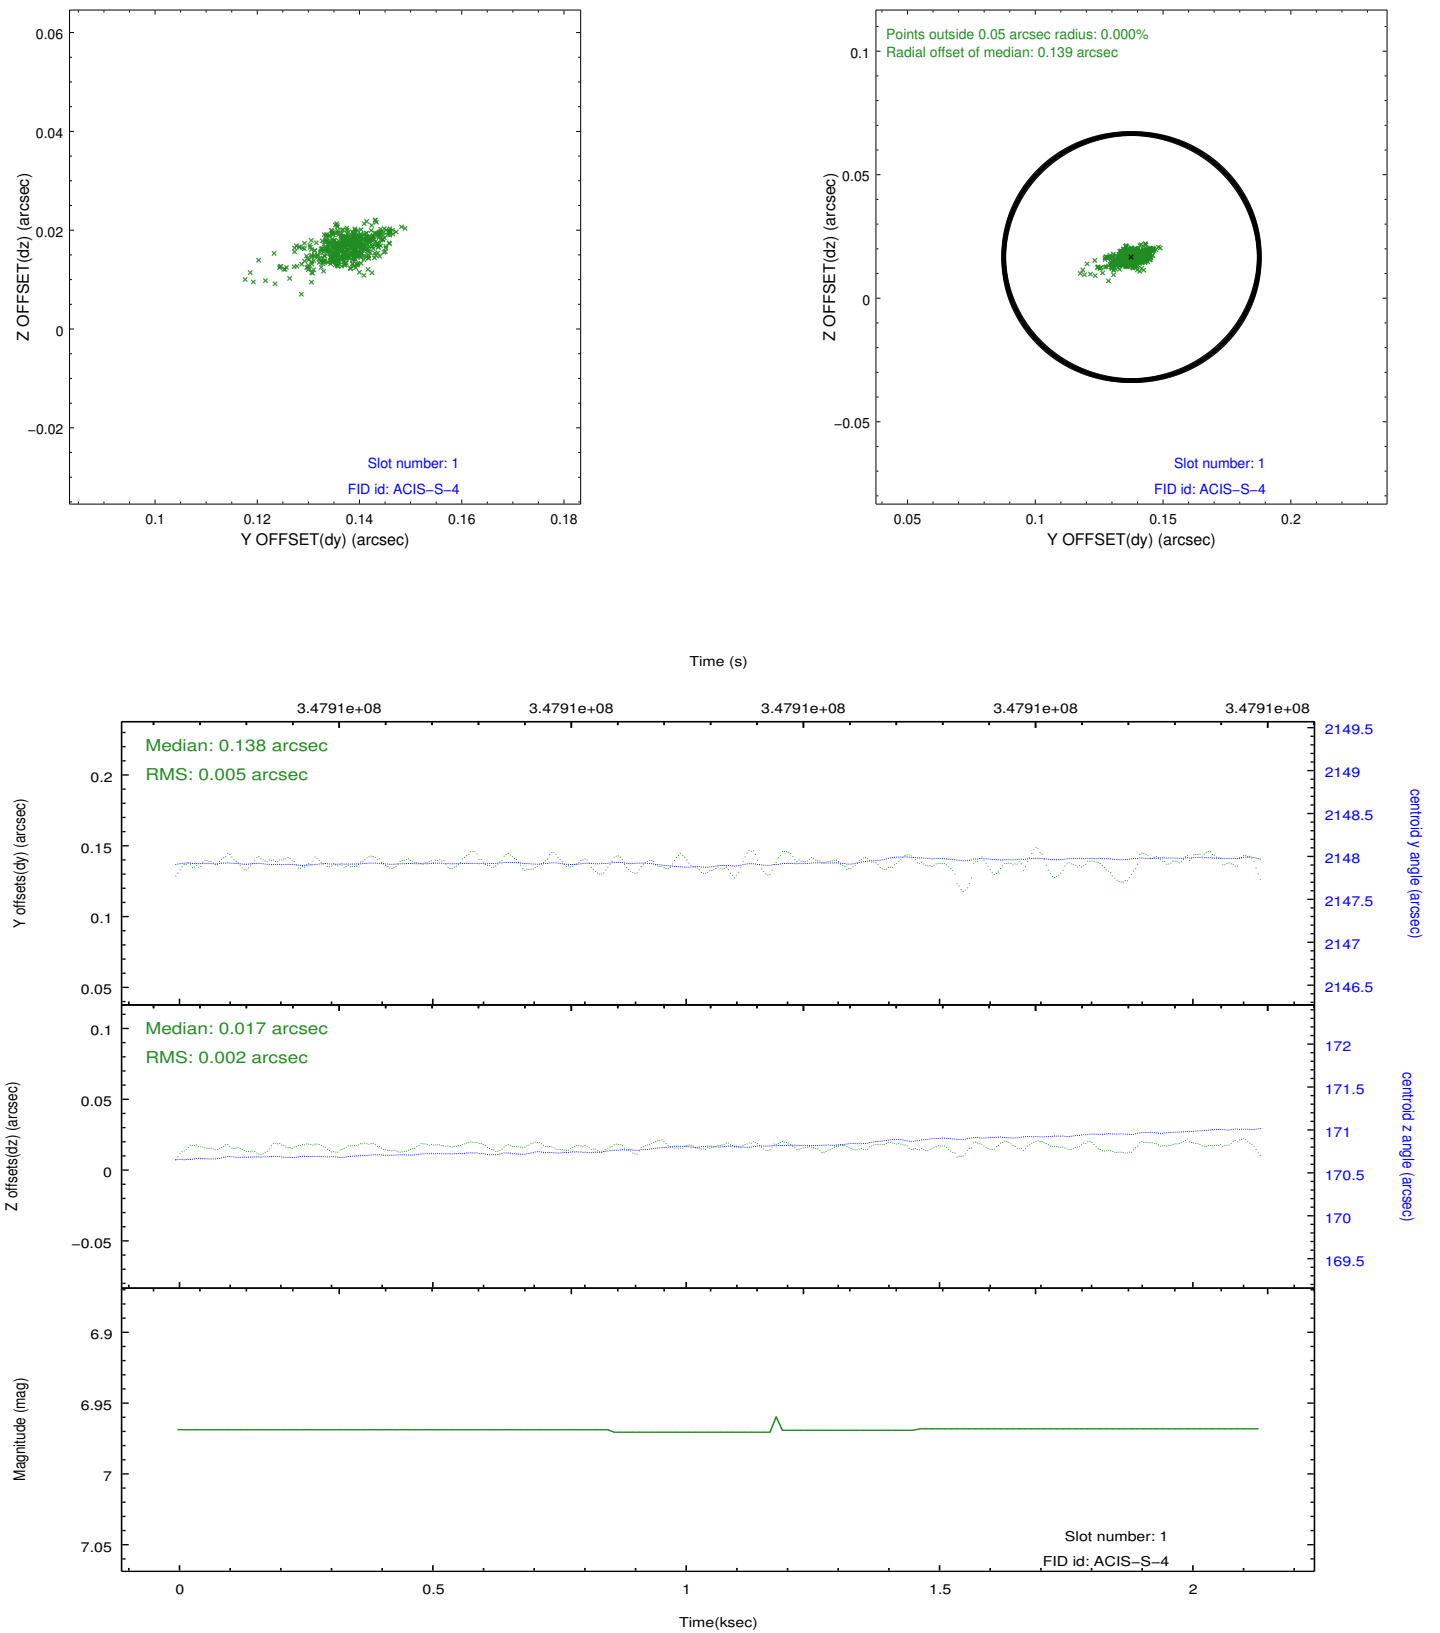 0.06
0.04
0.02
0
−0.02
Z OFFSET(dz) (arcsec)
Slot number: 1
FID id: ACIS−S−4
0.1 0.12 0.14 0.16 0.18
Y OFFSET(dy) (arcsec)
Points outside 0.05 arcsec radius: 0.000%
Radial offset of median: 0.139 arcsec
0.1
0.05
0
−0.05
Z OFFSET(dz) (arcsec)
Slot number: 1
FID id: ACIS−S−4
0.05 0.1 0.15 0.2
Y OFFSET(dy) (arcsec)
Time (s)
3.4791e+08 3.4791e+08 3.4791e+08 3.4791e+08 3.4791e+08
Median: 0.138 arcsec
RMS: 0.005 arcsec
0.2
0.15
0.1
0.05
Y offsets(dy) (arcsec)
2149.5
2149
2148.5
2148
2147.5
2147
2146.5
centroid y angle (arcsec)
Median: 0.017 arcsec
RMS: 0.002 arcsec
0.1
0.05
0
−0.05
Z offsets(dz) (arcsec)
172
171.5
171
170.5
170
169.5
centroid z angle (arcsec)
6.9
6.95
7
7.05
Magnitude (mag)
Slot number: 1
FID id: ACIS−S−4
0 0.5 1 1.5 2
Time(ksec)